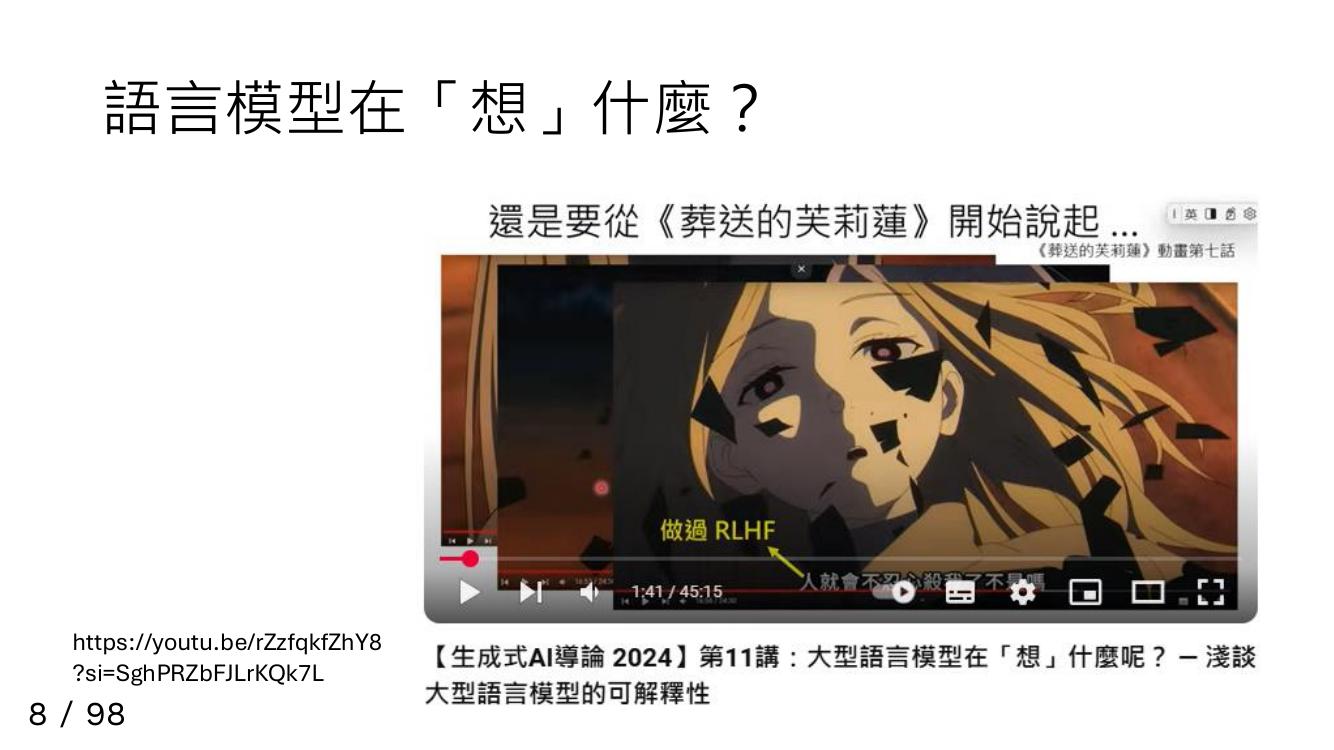 語言模型在「想」什麼？
還是要從《葬送的芙莉蓮》開始說起 ...
英
《葬送的芙莉蓮》動畫第七話
做過 RLHF
人就會不忍心殺我了不是嗎
1:41 / 45:15
https://youtu.be/rZzfqkfZhY8
?si=SghPRZbFJLrKQk7L
【生成式AI導論 2024】第11講：大型語言模型在「想」什麼呢？ — 淺談
大型語言模型的可解釋性
8 / 98